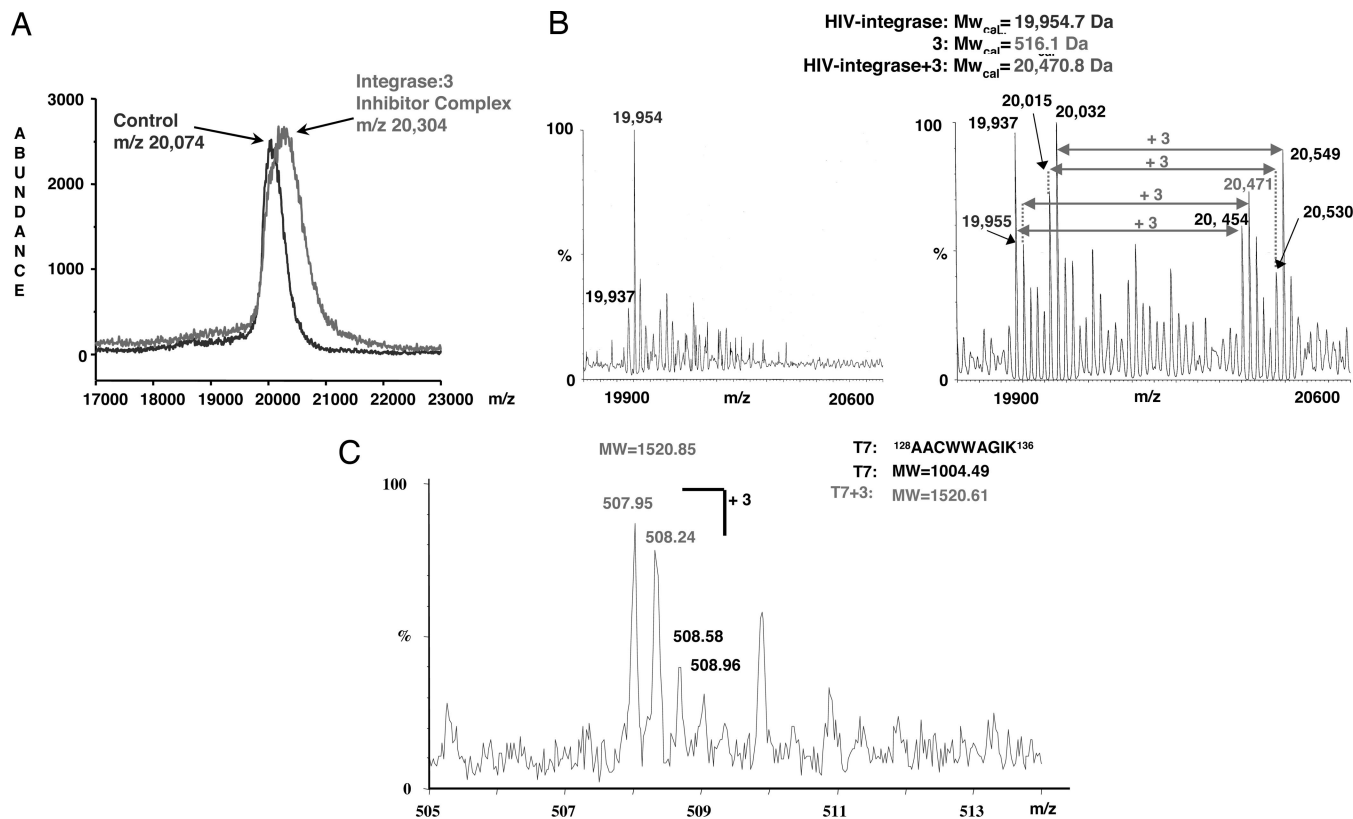 A
3000
2000
1000
0
A
B
U
N
D
A
N
C
E
Control
m/z 20,074
Integrase:3
Inhibitor Complex
m/z 20,304
17000 18000 19000 20000 21000 22000 23000 m/z
B
HIV-integrase: Mwcal.= 19,954.7 Da
3: Mwcal= 516.1 Da
HIV-integrase+3: Mwcal= 20,470.8 Da
100
%
0
19,954
19,937
19900 m/z 20600
100
%
0
19,937
20,015
20,032
+ 3
+ 3
+ 3
+ 3
19,955
20,471
20, 454
20,549
20,530
19900 m/z 20600
C
MW=1520.85
T7: ¹²⁸AACWWAGIK¹³⁶
T7: MW=1004.49
T7+3: MW=1520.61
100
%
0
507.95
508.24
+ 3
508.58
508.96
505 507 509 511 513 m/z